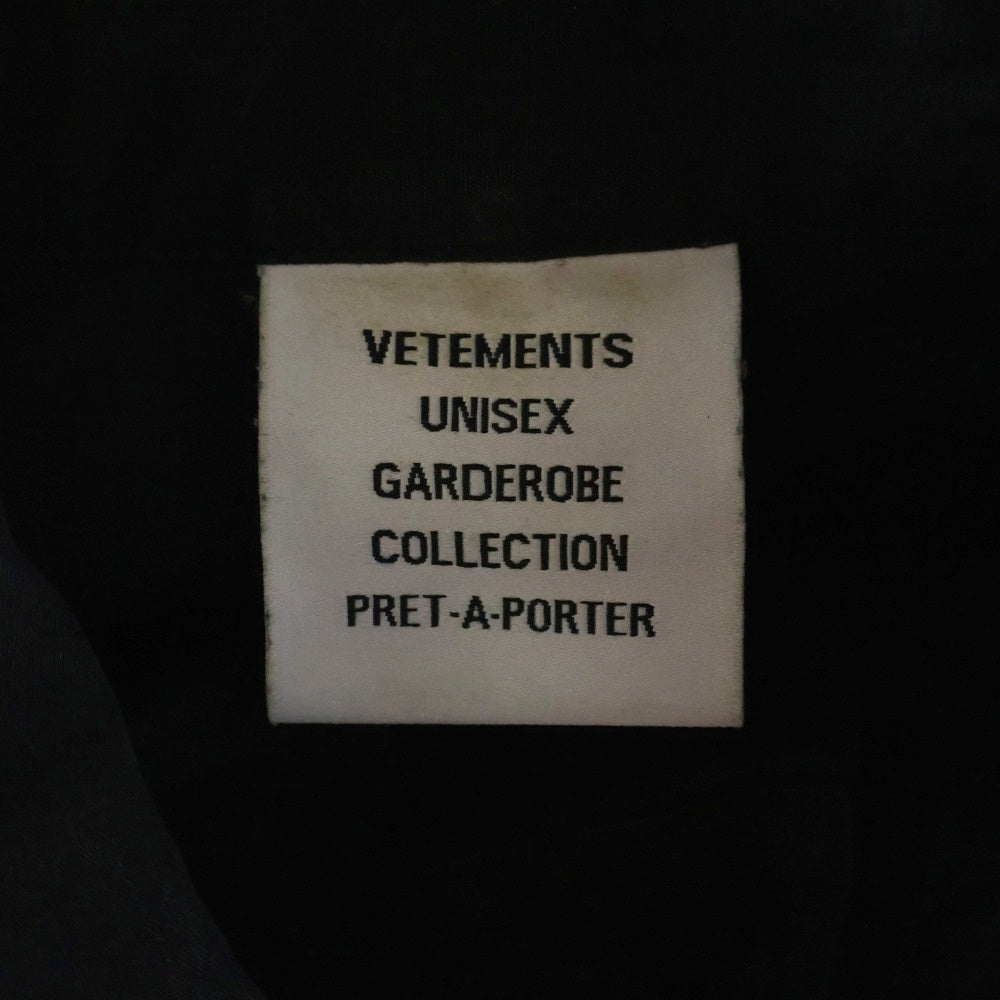 VETEMENTS
UNISEX
GARDEROBE
COLLECTION
PRET-A-PORTER